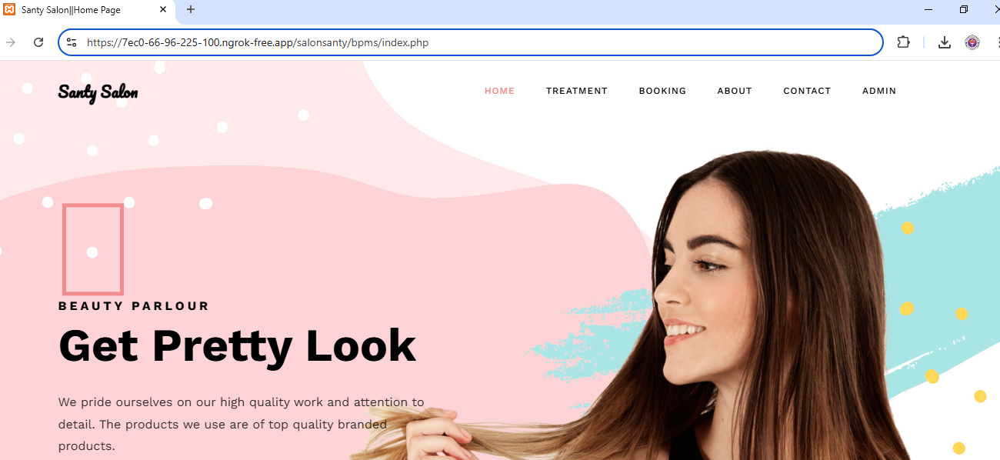 Santy Salon||Home Page
https://7ec0-66-96-225-100.ngrok-free.app/salonsanty/bpms/index.php
Santy Salon
HOME TREATMENT BOOKING ABOUT CONTACT ADMIN
BEAUTY PARLOUR
Get Pretty Look
We pride ourselves on our high quality work and attention to
detail. The products we use are of top quality branded
products.